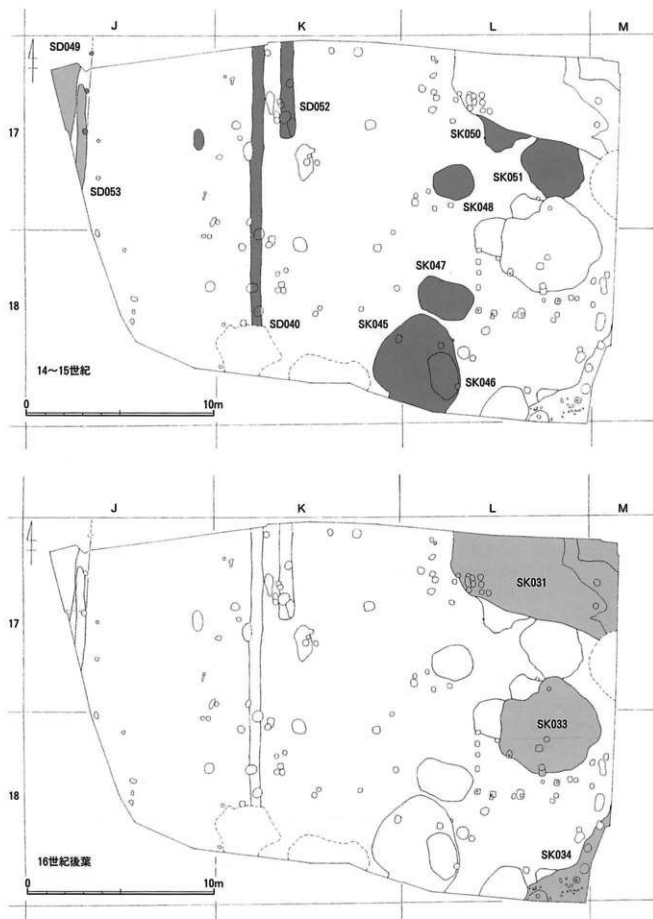 J K L M
SD049
17
SD052
SK050
SK051
SD053
SK048
SK047
18
SK045
SD040
SK046
14～15世紀
0 10m
J K L M
SK031
17
SK033
18
SK034
16世紀後葉
0 10m